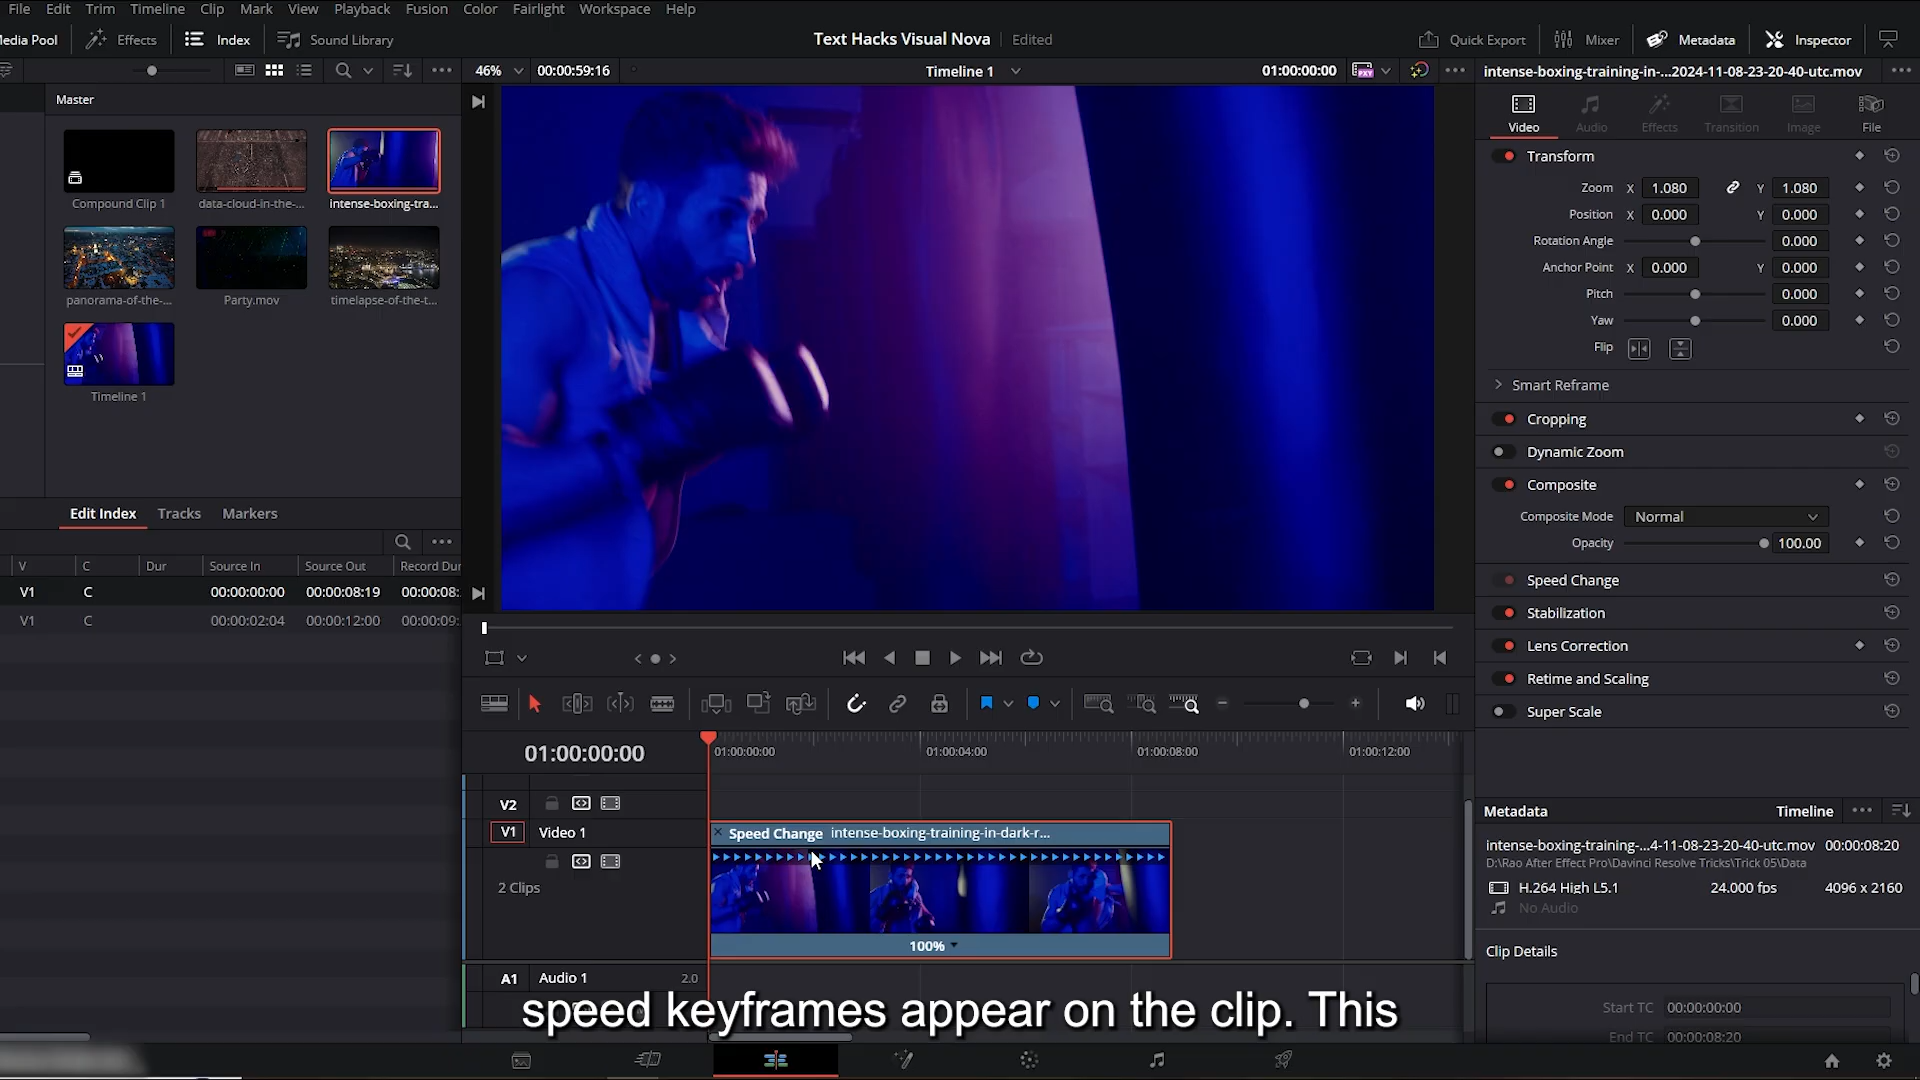 File Edit Trim Timeline Clip Mark View Playback Fusion Color Fairlight Workspace Help
edia Pool Effects Index Sound Library Text Hacks Visual Nova Edited Quick Export Mixer Metadata Inspector
46% 00:00:59:16 Timeline 1 01:00:00:00 PXY intense-boxing-training-in-...2024-11-08-23-20-40-utc.mov
Master
Video Audio Effects Transition Image File
Compound Clip 1 data-cloud-in-the-... intense-boxing-tra...
panorama-of-the-... Party.mov timelapse-of-the-t...
Timeline 1
Transform
Zoom X 1.080 Y 1.080
Position X 0.000 Y 0.000
Rotation Angle 0.000
Anchor Point X 0.000 Y 0.000
Pitch 0.000
Yaw 0.000
Flip
Smart Reframe
Cropping
Dynamic Zoom
Composite
Composite Mode Normal
Opacity 100.00
Speed Change
Stabilization
Lens Correction
Retime and Scaling
Super Scale
Edit Index Tracks Markers
V C Dur Source In Source Out Record Dur
V1 C 00:00:00:00 00:00:08:19 00:00:08:
V1 C 00:00:02:04 00:00:12:00 00:00:09:
01:00:00:00 01:00:00:00 01:00:04:00 01:00:08:00 01:00:12:00
V2
V1 Video 1 Speed Change intense-boxing-training-in-dark-r...
2 Clips
100%
A1 Audio 1 2.0
Metadata Timeline
intense-boxing-training-...4-11-08-23-20-40-utc.mov 00:00:08:20
D:\Rao After Effect Pro\Davinci Resolve Tricks\Trick 05\Data
H.264 High L5.1 24.000 fps 4096 x 2160
No Audio
Clip Details
Start TC 00:00:00:00
End TC 00:00:08:20
speed keyframes appear on the clip. This